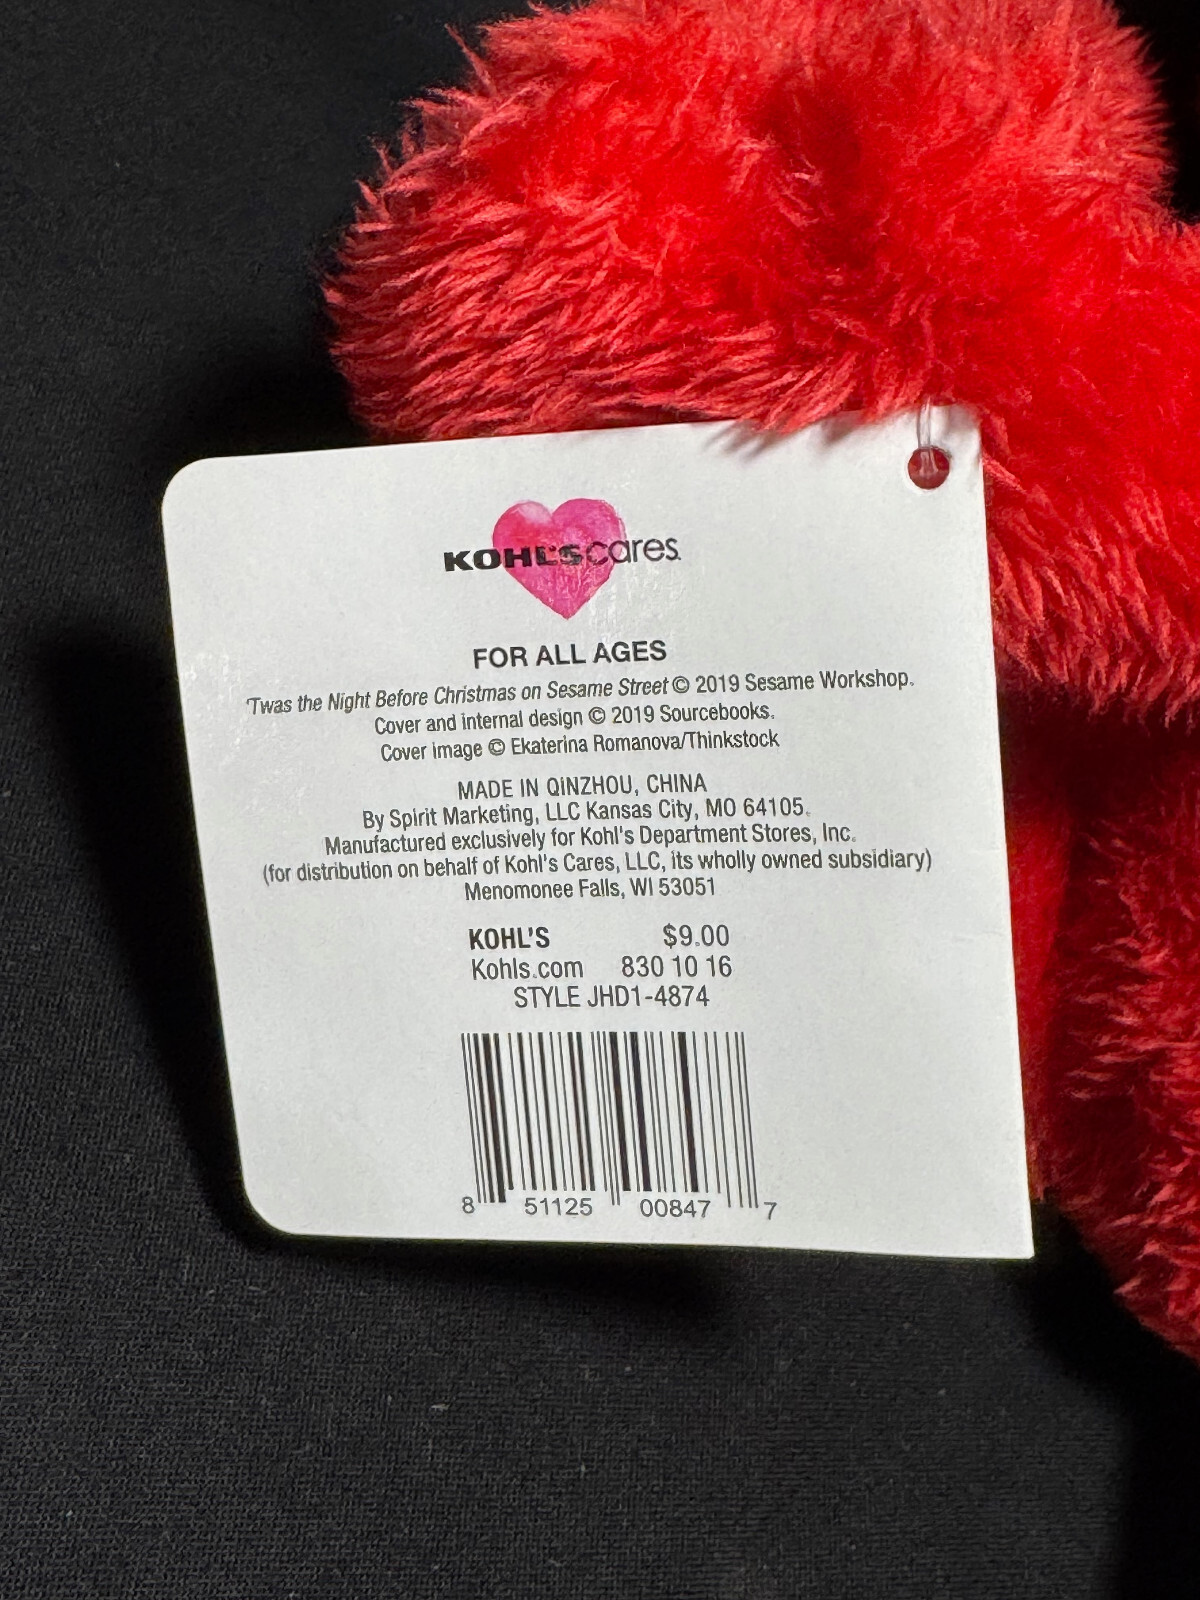 KOHL'S cares.
FOR ALL AGES
'Twas the Night Before Christmas on Sesame Street © 2019 Sesame Workshop.
Cover and internal design © 2019 Sourcebooks.
Cover image © Ekaterina Romanova/Thinkstock
MADE IN QiNZHOU, CHINA
By Spirit Marketing, LLC Kansas City, MO 64105.
Manufactured exclusively for Kohl's Department Stores, Inc.
(for distribution on behalf of Kohl's Cares, LLC, its wholly owned subsidiary)
Menomonee Falls, WI 53051
KOHL'S $9.00
Kohls.com 830 10 16
STYLE JHD1-4874
8 51125 00847 7